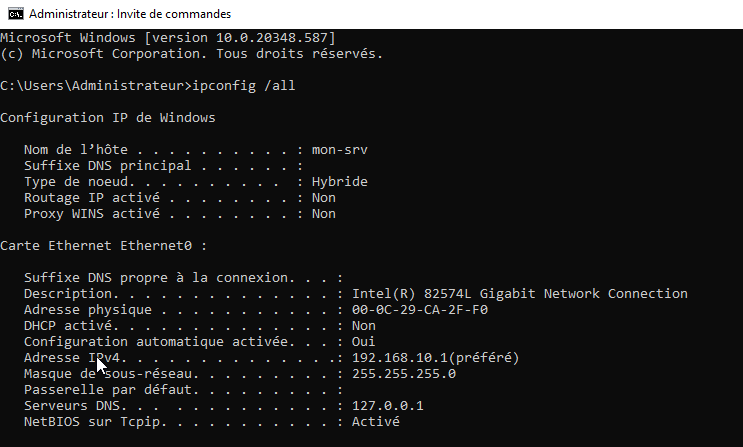 Administrateur : Invite de commandes
Microsoft Windows [version 10.0.20348.587]
(c) Microsoft Corporation. Tous droits réservés.
C:\Users\Administrateur>ipconfig /all
Configuration IP de Windows
Nom de l’hôte . . . . . . . . . . : mon-srv
Suffixe DNS principal . . . . . . :
Type de noeud. . . . . . . . . .  : Hybride
Routage IP activé . . . . . . . . : Non
Proxy WINS activé . . . . . . . . : Non
Carte Ethernet Ethernet0 :
Suffixe DNS propre à la connexion. . . :
Description. . . . . . . . . . . . . . : Intel(R) 82574L Gigabit Network Connection
Adresse physique . . . . . . . . . . . : 00-0C-29-CA-2F-F0
DHCP activé. . . . . . . . . . . . . . : Non
Configuration automatique activée. . . : Oui
Adresse IPv4. . . . . . . . . . . . . .: 192.168.10.1(préféré)
Masque de sous-réseau. . . . . . . . . : 255.255.255.0
Passerelle par défaut. . . . . . . . . :
Serveurs DNS. . .  . . . . . . . . . . : 127.0.0.1
NetBIOS sur Tcpip. . . . . . . . . . . : Activé